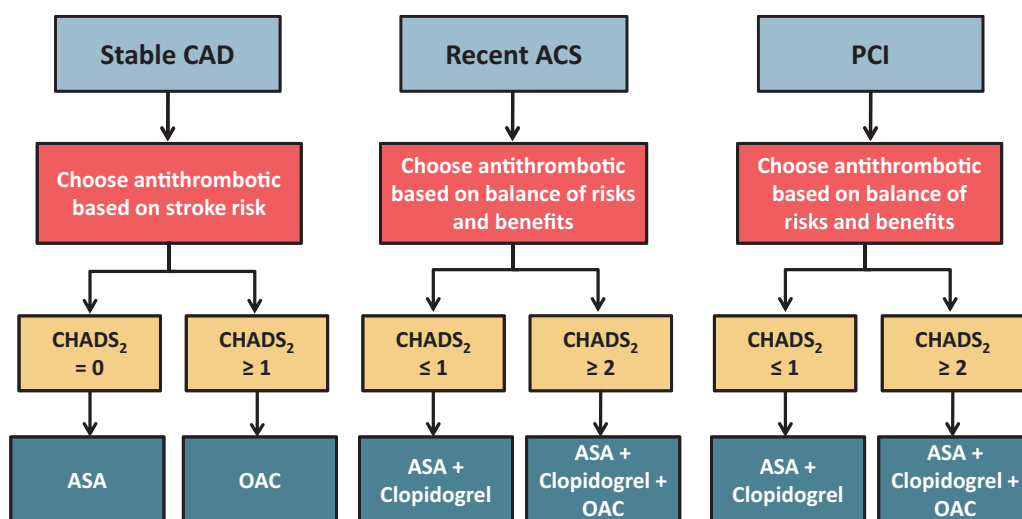 Stable CAD
Choose antithrombotic
based on stroke risk
CHADS₂
= 0
CHADS₂
≥ 1
ASA
OAC
Recent ACS
Choose antithrombotic
based on balance of risks
and benefits
CHADS₂
≤ 1
CHADS₂
≥ 2
ASA +
Clopidogrel
ASA +
Clopidogrel +
OAC
PCI
Choose antithrombotic
based on balance of
risks and benefits
CHADS₂
≤ 1
CHADS₂
≥ 2
ASA +
Clopidogrel
ASA +
Clopidogrel +
OAC